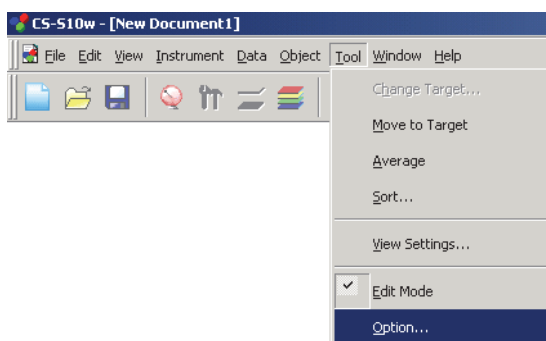 CS-S10w - [New Document1]
File Edit View Instrument Data Object Tool Window Help
Change Target...
Move to Target
Average
Sort...
View Settings...
Edit Mode
Option...